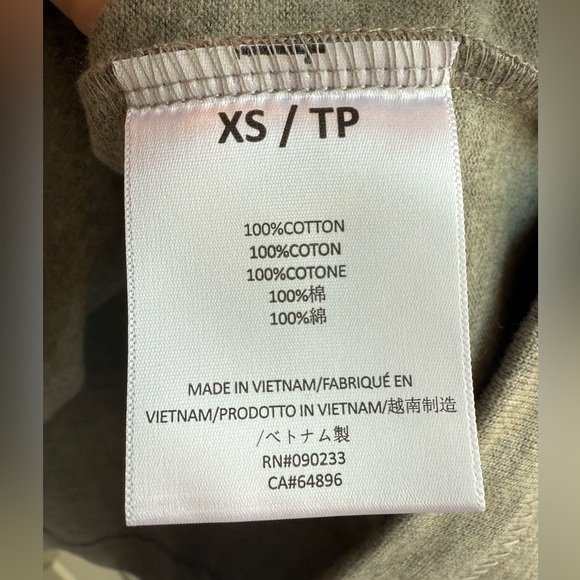 XS / TP
100%COTTON
100%COTON
100%COTONE
100%棉
100%綿
MADE IN VIETNAM/FABRIQUÉ EN
VIETNAM/PRODOTTO IN VIETNAM/越南制造
/ベトナム製
RN#090233
CA#64896